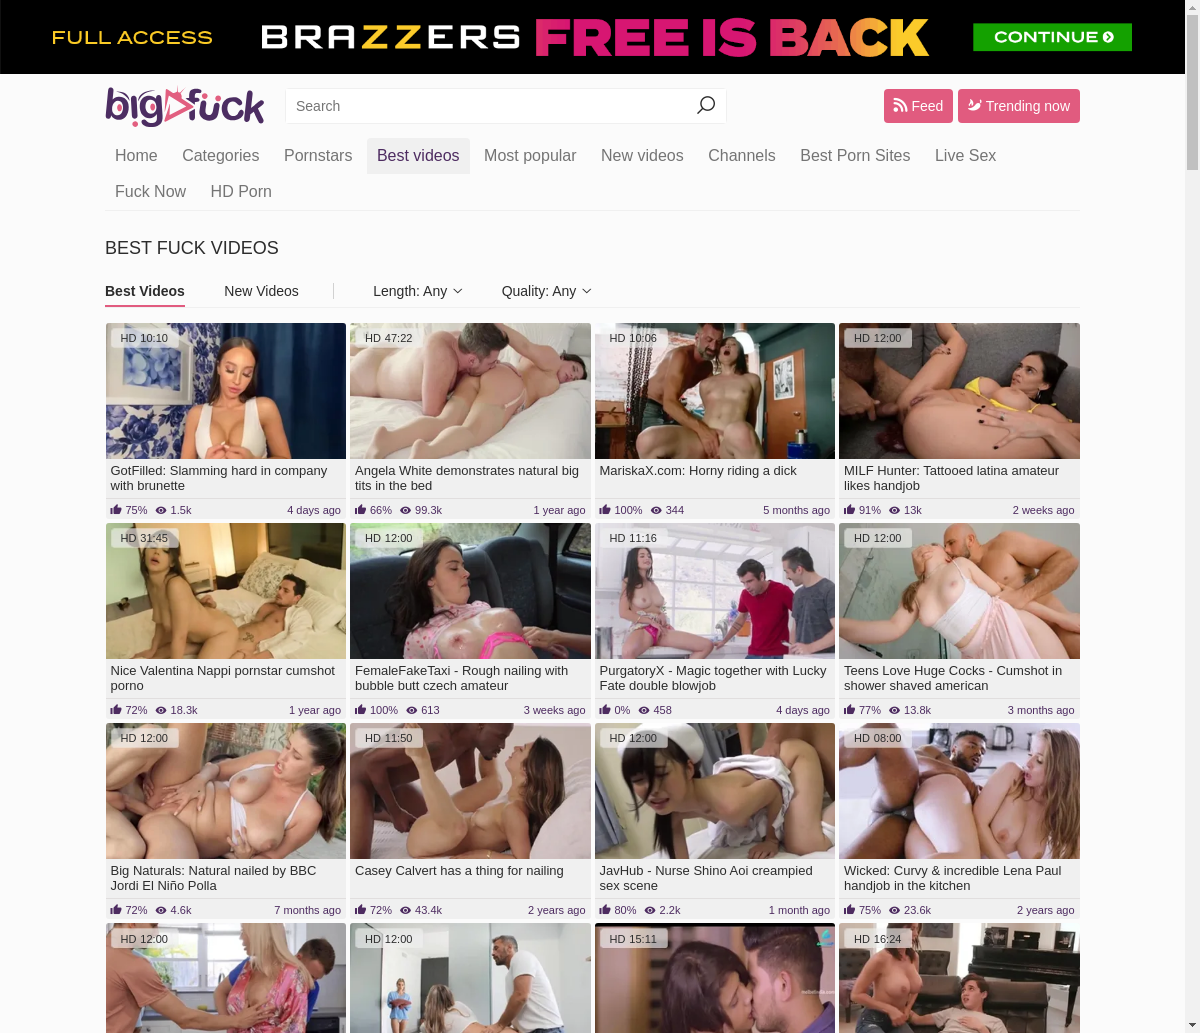 FULL ACCESS
BRAZZERS
FREE IS BACK
CONTINUE
bigfuck
Search
Feed
Trending now
Home
Categories
Pornstars
Best videos
Most popular
New videos
Channels
Best Porn Sites
Live Sex
Fuck Now
HD Porn
BEST FUCK VIDEOS
Best Videos
New Videos
Length: Any
Quality: Any
HD 10:10
GotFilled: Slamming hard in company
with brunette
75% 1.5k 4 days ago
HD 47:22
Angela White demonstrates natural big
tits in the bed
66% 99.3k 1 year ago
HD 10:06
MariskaX.com: Horny riding a dick
100% 344 5 months ago
HD 12:00
MILF Hunter: Tattooed latina amateur
likes handjob
91% 13k 2 weeks ago
HD 31:45
Nice Valentina Nappi pornstar cumshot
porno
72% 18.3k 1 year ago
HD 12:00
FemaleFakeTaxi - Rough nailing with
bubble butt czech amateur
100% 613 3 weeks ago
HD 11:16
PurgatoryX - Magic together with Lucky
Fate double blowjob
0% 458 4 days ago
HD 12:00
Teens Love Huge Cocks - Cumshot in
shower shaved american
77% 13.8k 3 months ago
HD 12:00
Big Naturals: Natural nailed by BBC
Jordi El Niño Polla
72% 4.6k 7 months ago
HD 11:50
Casey Calvert has a thing for nailing
72% 43.4k 2 years ago
HD 12:00
JavHub - Nurse Shino Aoi creampied
sex scene
80% 2.2k 1 month ago
HD 08:00
Wicked: Curvy & incredible Lena Paul
handjob in the kitchen
75% 23.6k 2 years ago
HD 12:00
HD 12:00
HD 15:11
HD 16:24